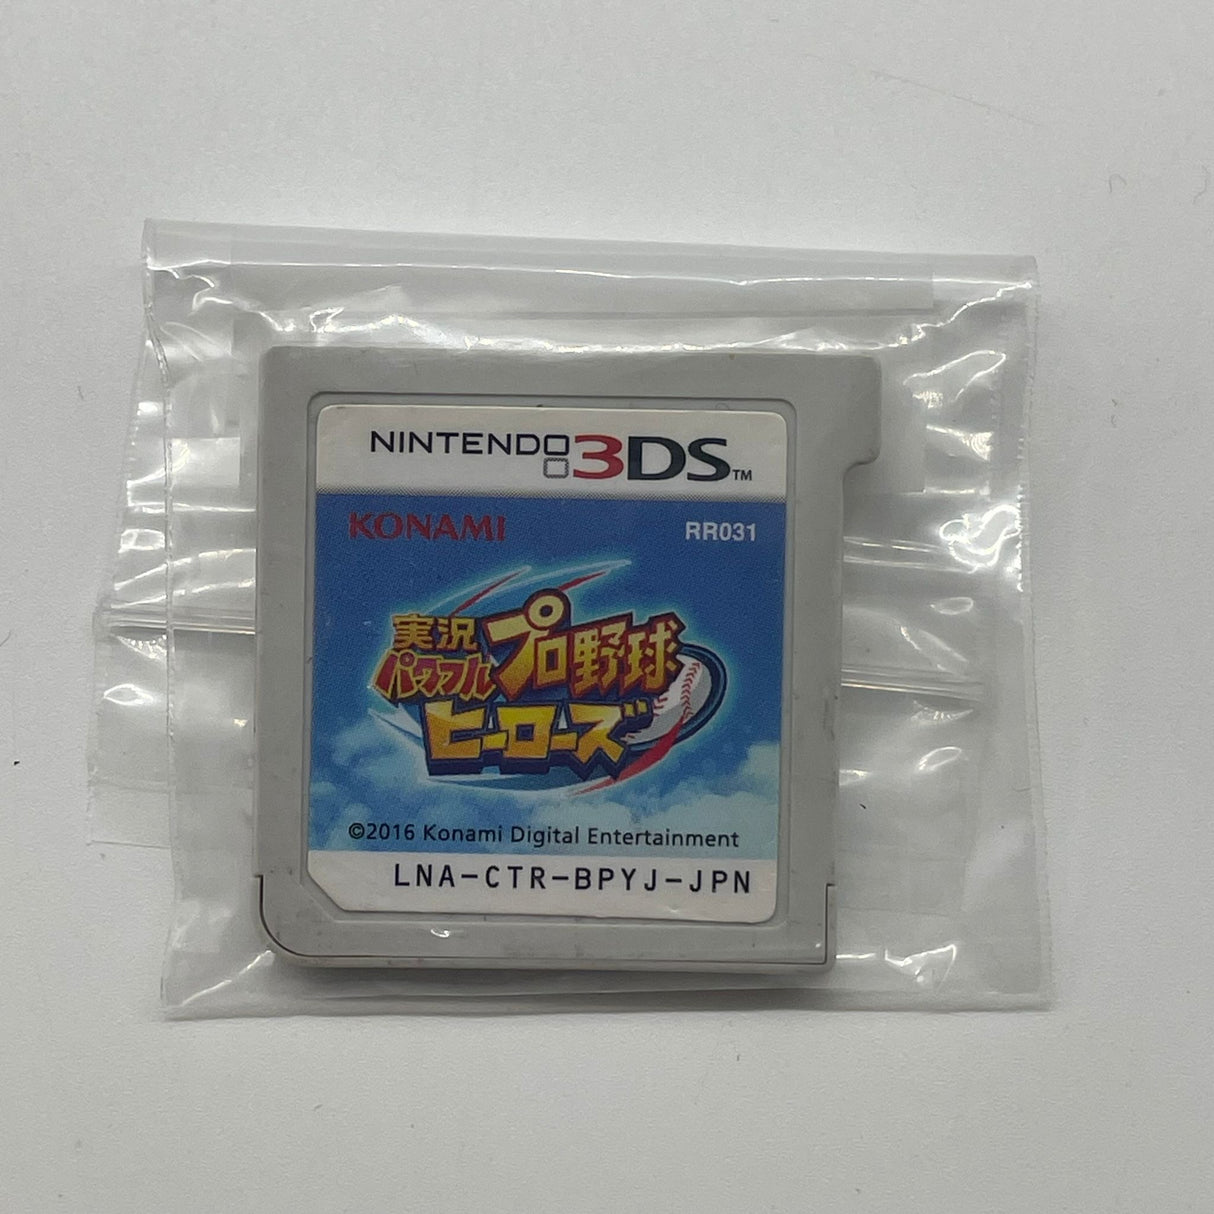 NINTENDO 3DS™
KONAMI
RR031
実況
パワフル
プロ野球
ヒーローズ
©2016 Konami Digital Entertainment
LNA-CTR-BPYJ-JPN